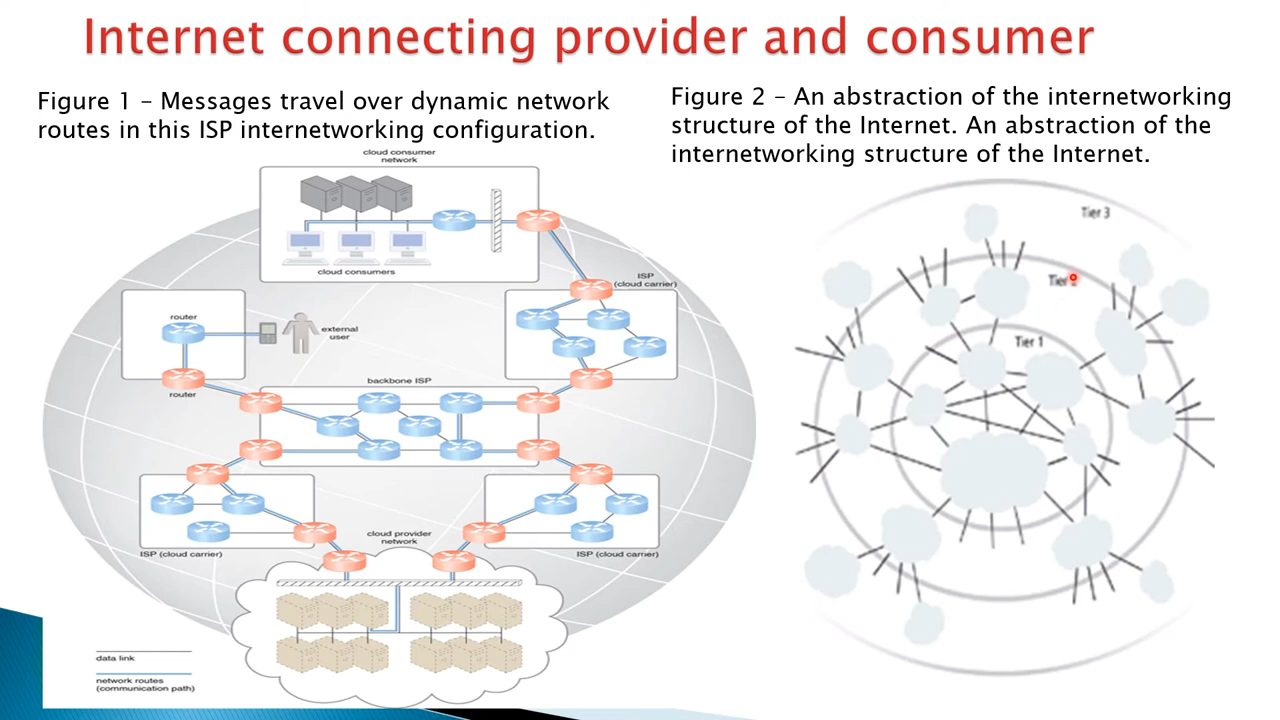 Internet connecting provider and consumer
Figure 1 – Messages travel over dynamic network
routes in this ISP internetworking configuration.
Figure 2 – An abstraction of the internetworking
structure of the Internet. An abstraction of the
internetworking structure of the Internet.
cloud consumer
network
cloud consumers
ISP
(cloud carrier)
router
external
user
router
backbone ISP
ISP (cloud carrier)
cloud provider
network
ISP (cloud carrier)
data link
network routes
(communication path)
Tier 3
Tier
Tier 1